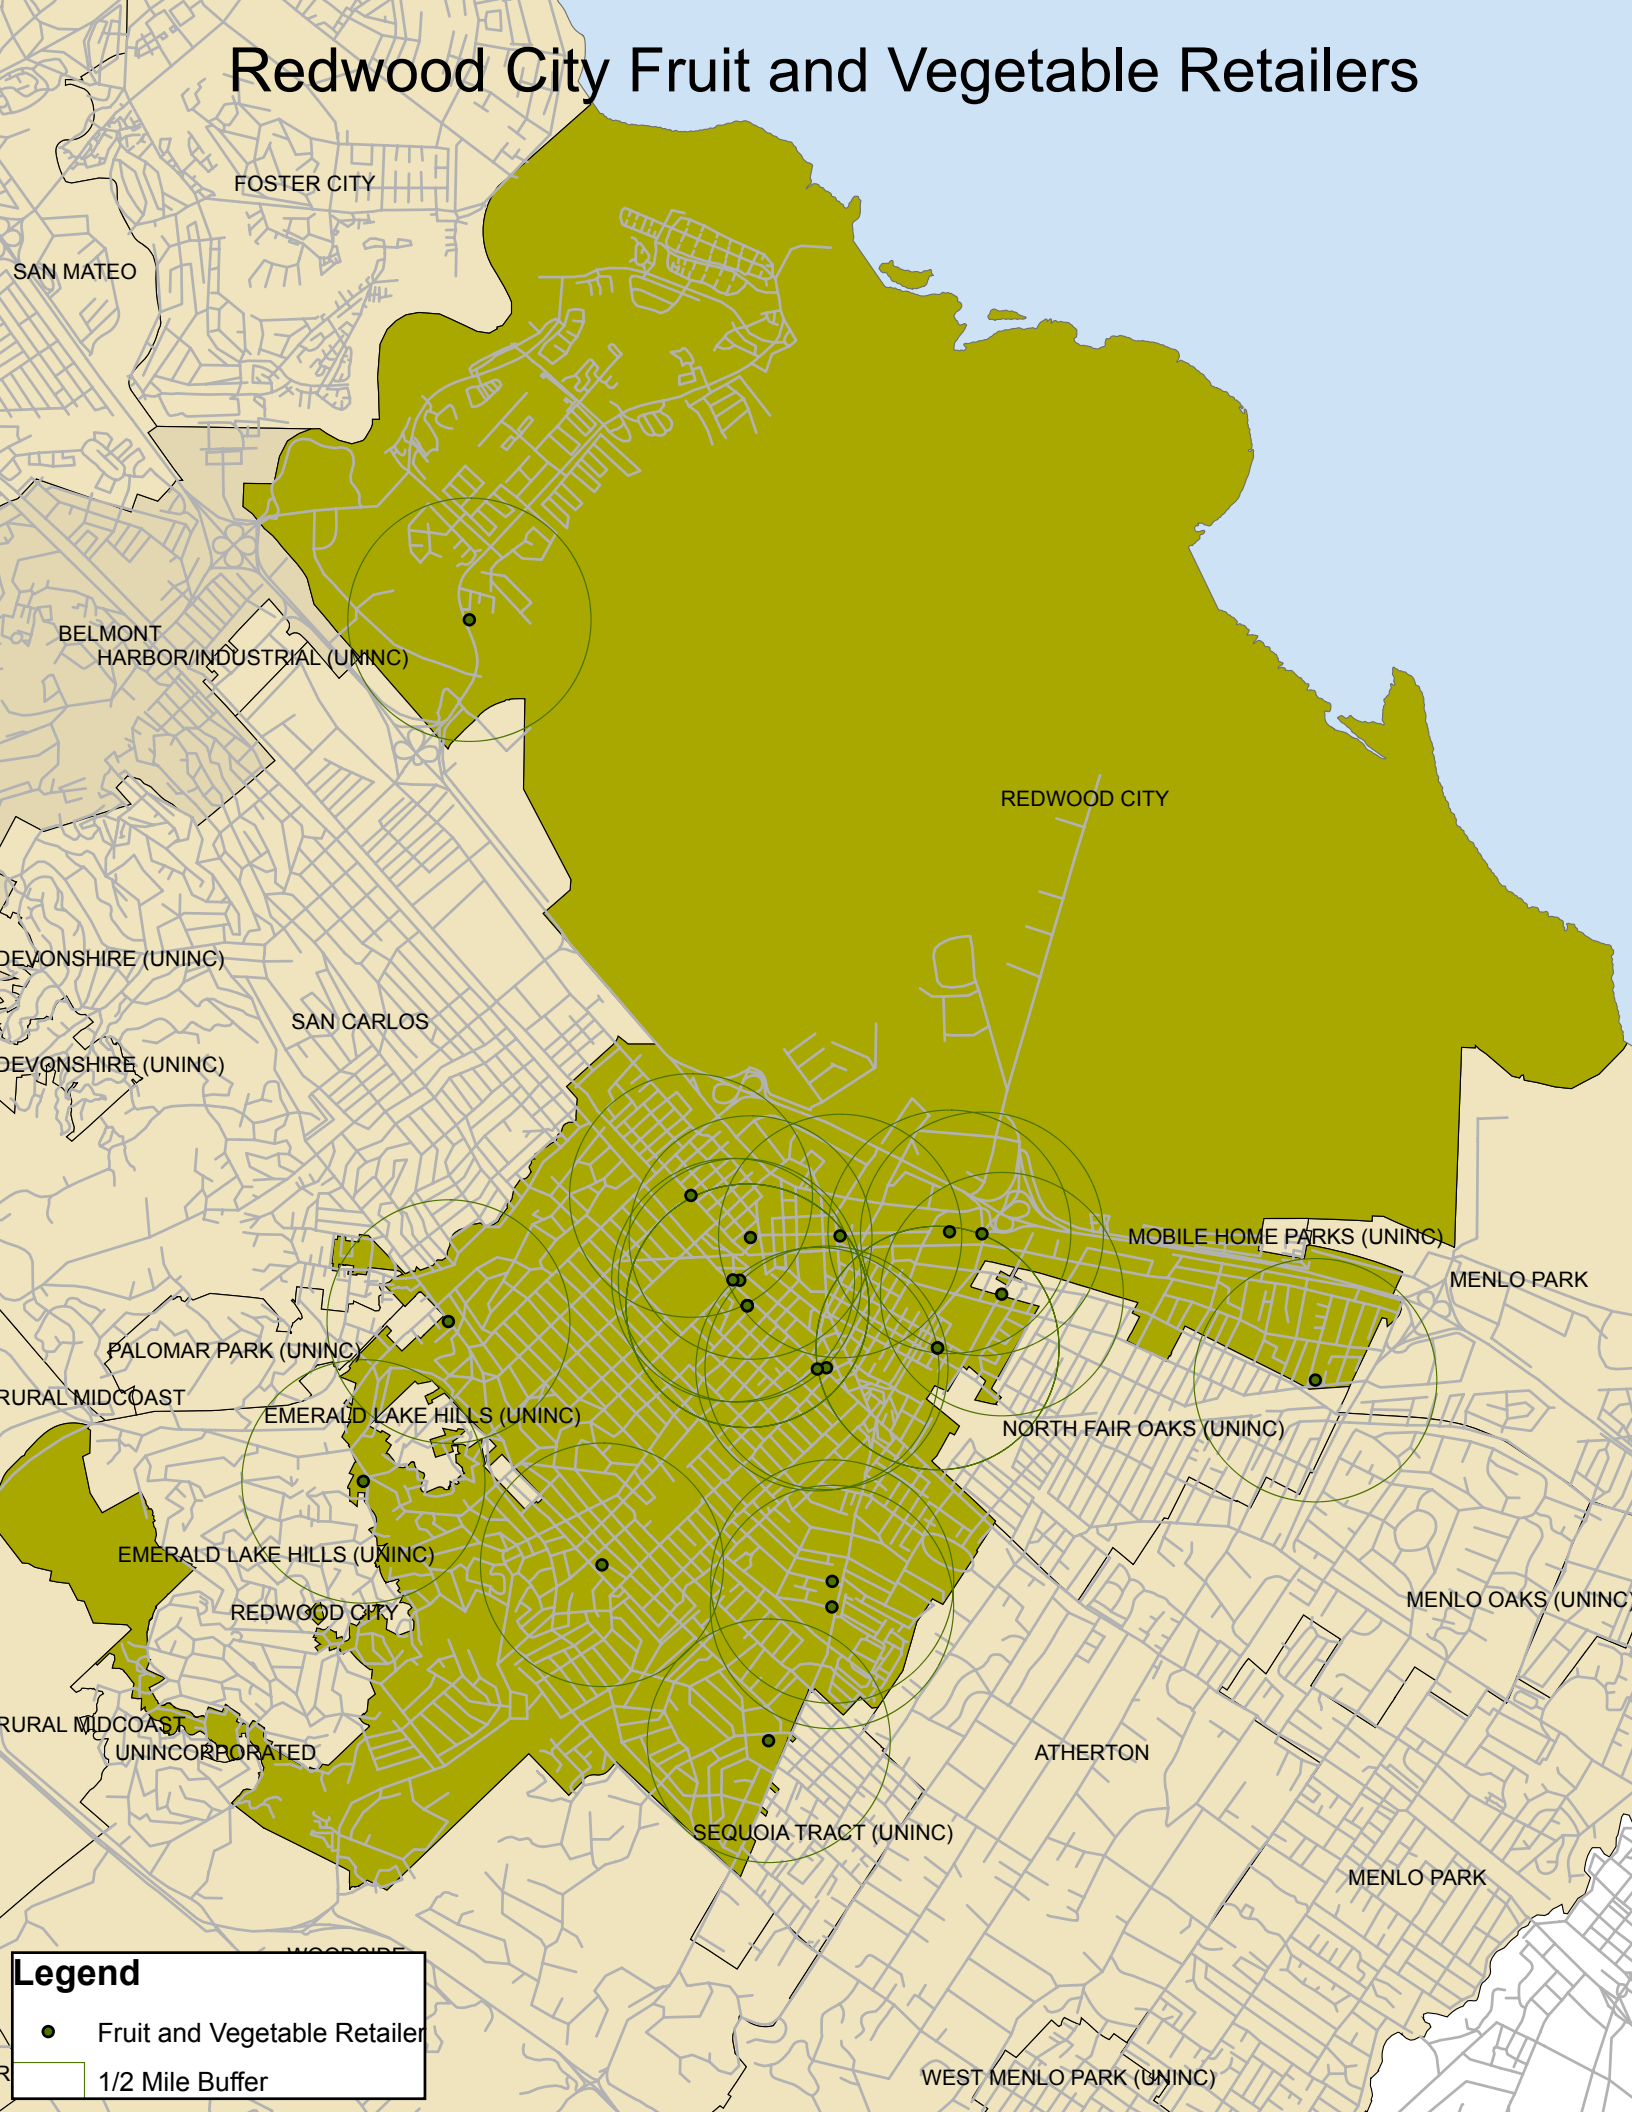 Redwood City Fruit and Vegetable Retailers
FOSTER CITY
SAN MATEO
BELMONT
HARBOR/INDUSTRIAL (UNINC)
REDWOOD CITY
DEVONSHIRE (UNINC)
SAN CARLOS
DEVONSHIRE (UNINC)
MOBILE HOME PARKS (UNINC)
MENLO PARK
PALOMAR PARK (UNINC)
RURAL MIDCOAST
EMERALD LAKE HILLS (UNINC)
NORTH FAIR OAKS (UNINC)
EMERALD LAKE HILLS (UNINC)
MENLO OAKS (UNINC)
REDWOOD CITY
RURAL MIDCOAST
UNINCORPORATED
ATHERTON
SEQUOIA TRACT (UNINC)
MENLO PARK
WOODSIDE
Legend
Fruit and Vegetable Retailer
1/2 Mile Buffer
WEST MENLO PARK (UNINC)